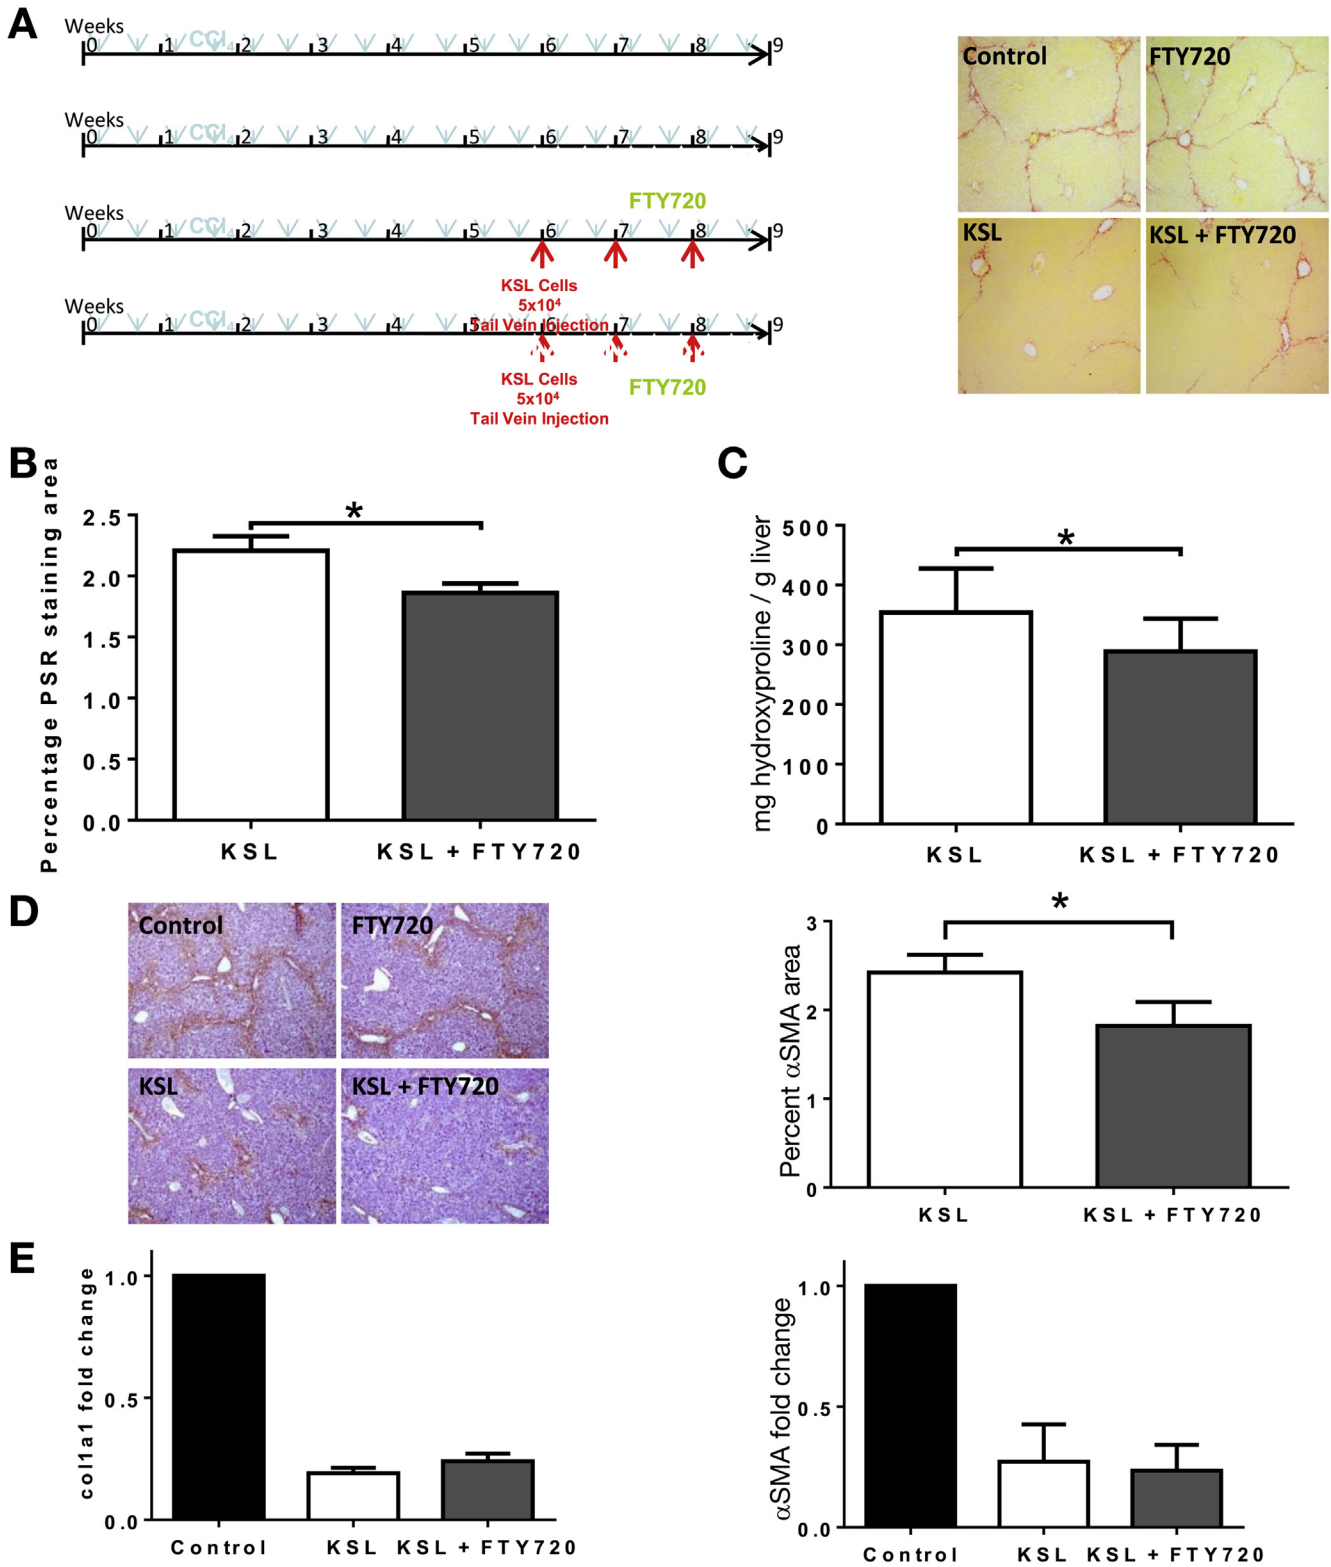 A
Weeks
0 1 CCl4 2 3 4 5 6 7 8 9
Weeks
0 1 CCl4 2 3 4 5 6 7 8 9
FTY720
Weeks
0 1 CCl4 2 3 4 5 6 7 8 9
KSL Cells
5x10⁴
Tail Vein Injection
Weeks
0 1 CCl4 2 3 4 5 6 7 8 9
KSL Cells
5x10⁴
Tail Vein Injection
FTY720
Control
FTY720
KSL
KSL + FTY720
B
Percentage PSR staining area
2.5
2.0
1.5
1.0
0.5
0.0
*
KSL
KSL + FTY720
C
mg hydroxyproline / g liver
500
400
300
200
100
0
*
KSL
KSL + FTY720
D
Control
FTY720
KSL
KSL + FTY720
Percent αSMA area
3
2
1
0
*
KSL
KSL + FTY720
E
col1a1 fold change
1.0
0.5
0.0
Control
KSL
KSL + FTY720
αSMA fold change
1.0
0.5
0.0
Control
KSL
KSL + FTY720